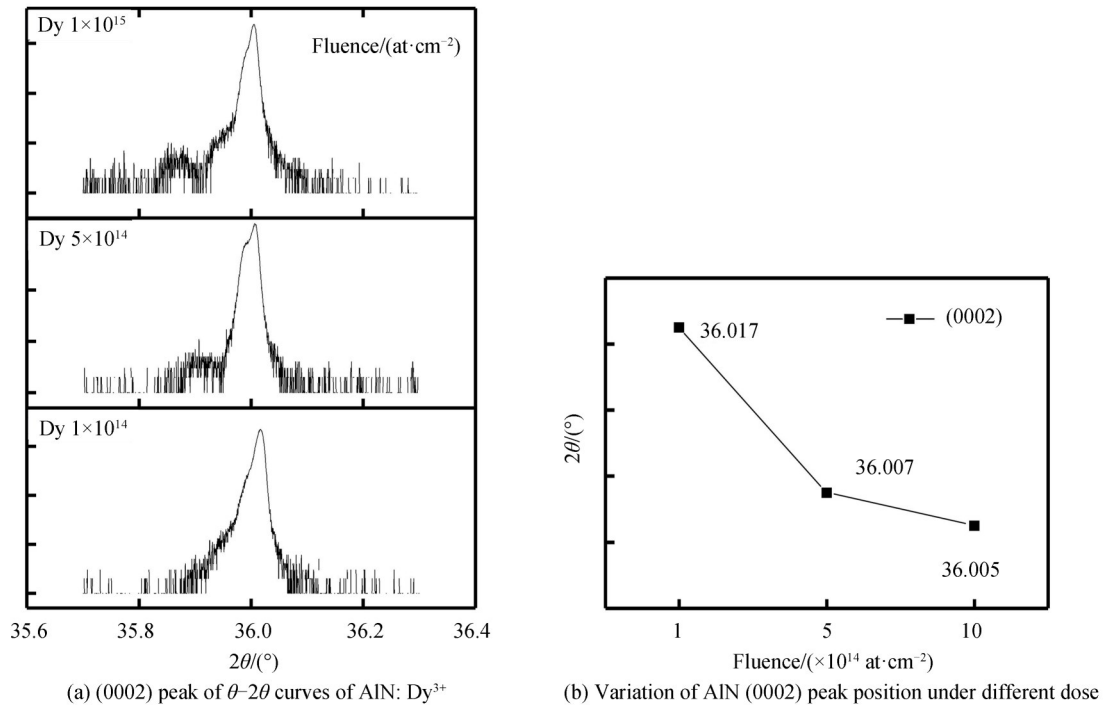 Dy 1×10¹⁵
Fluence/(at·cm⁻²)
Dy 5×10¹⁴
Dy 1×10¹⁴
35.6 35.8 36.0 36.2 36.4
2θ/(°)
(a) (0002) peak of θ−2θ curves of AlN: Dy³⁺
(0002)
36.017
36.007
36.005
2θ/(°)
1 5 10
Fluence/(×10¹⁴ at·cm⁻²)
(b) Variation of AlN (0002) peak position under different dose